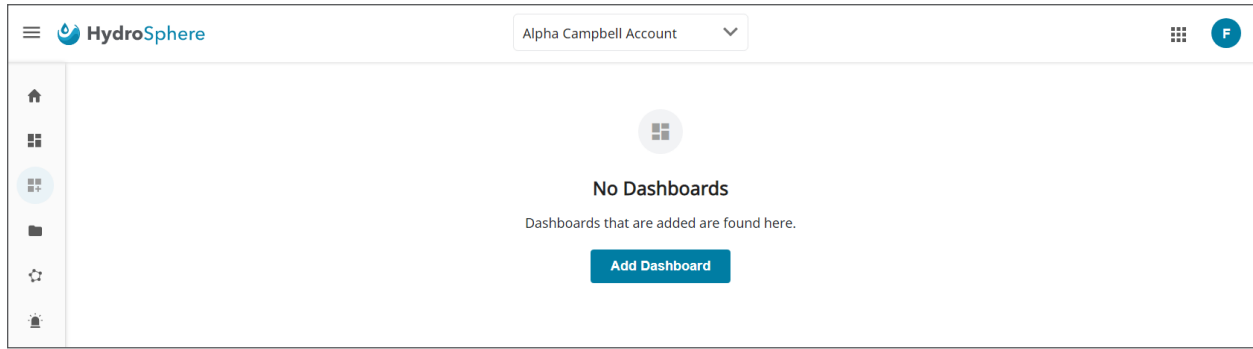 HydroSphere
Alpha Campbell Account
F
No Dashboards
Dashboards that are added are found here.
Add Dashboard